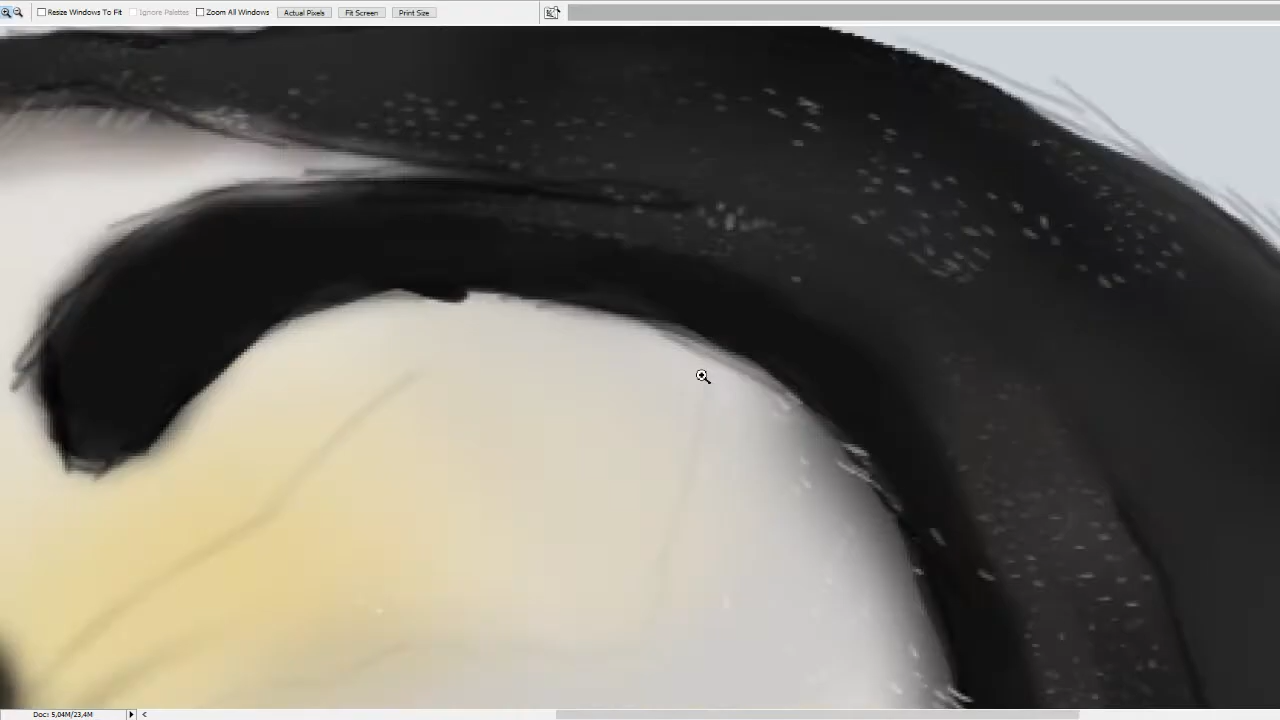 Resize Windows To Fit Ignore Palettes Zoom All Windows Actual Pixels Fit Screen Print Size
Doc: 5,04M/23,4M